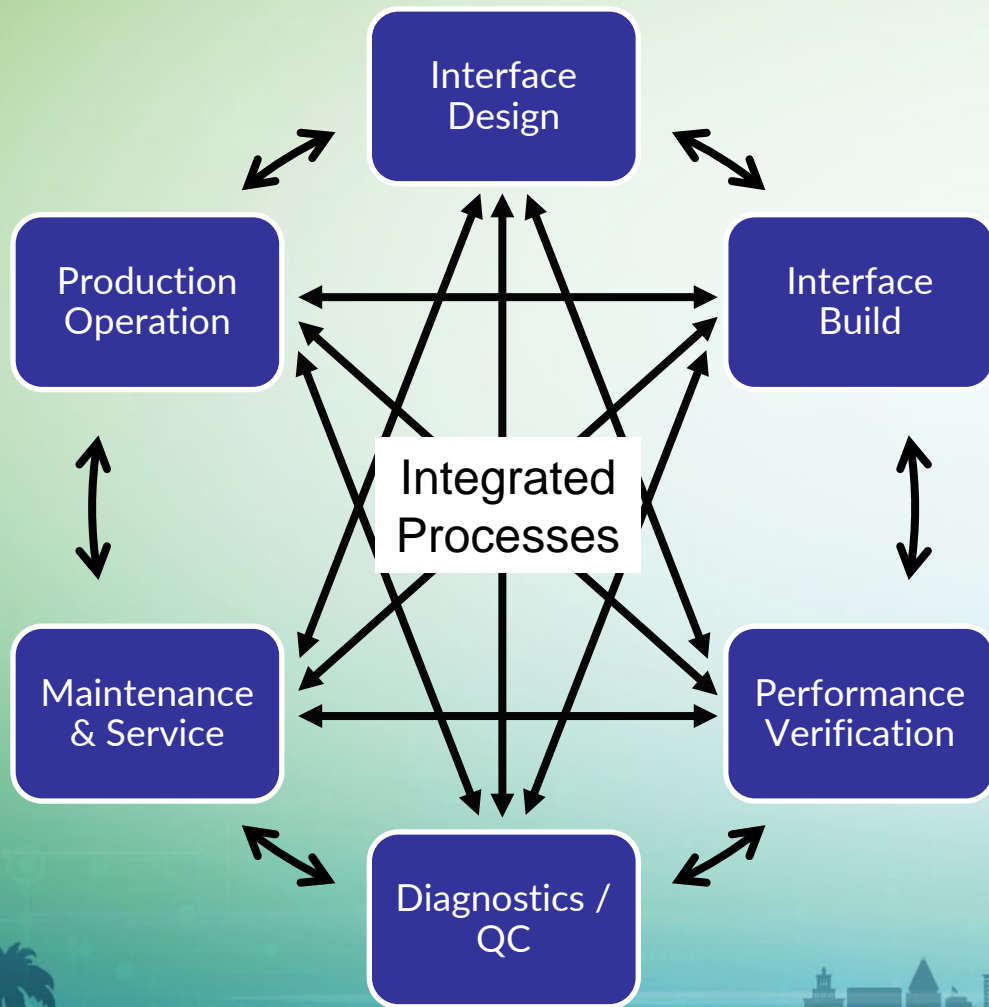 Interface
Design
Production
Operation
Interface
Build
Integrated
Processes
Maintenance
& Service
Performance
Verification
Diagnostics /
QC